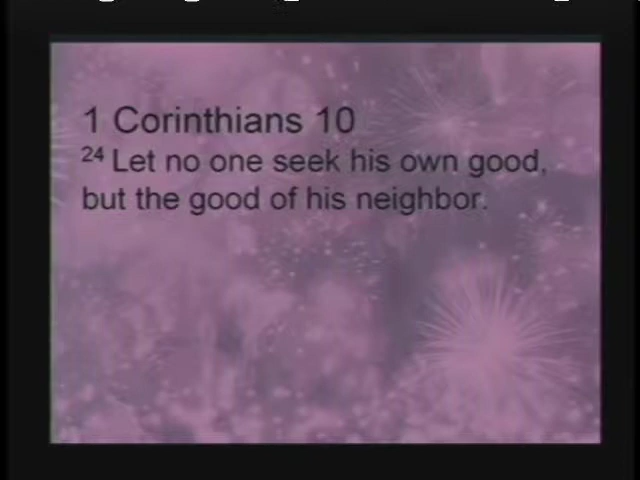 1 Corinthians 10
24 Let no one seek his own good,
but the good of his neighbor.